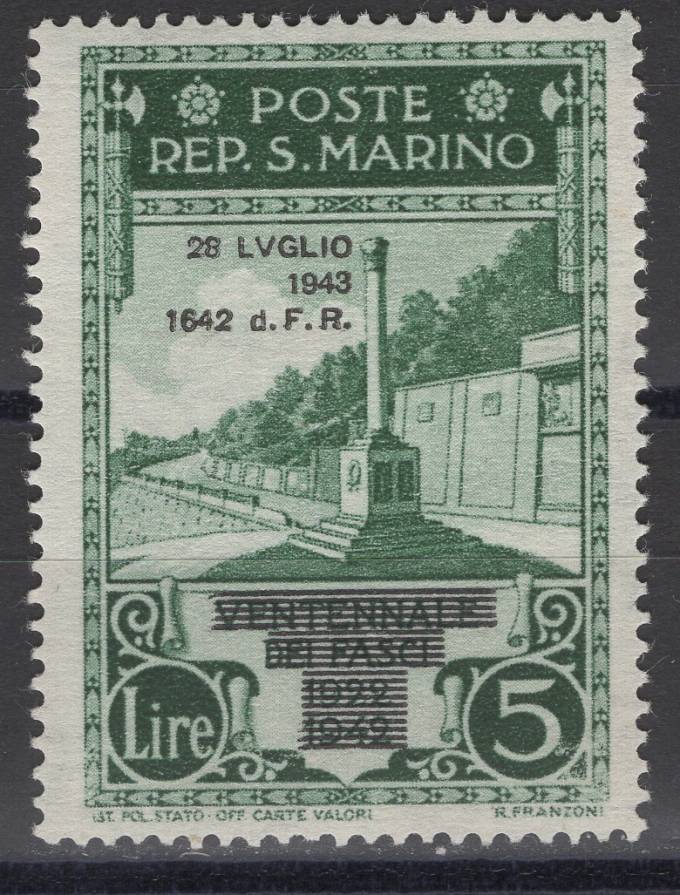 POSTE
REP. S. MARINO
28 LVGLIO
1943
1642 d. F. R.
VENTENNALE
DEI FASCI
1922
1942
Lire
5
IST. POL. STATO - OFF. CARTE VALORI
R. FRANZONI